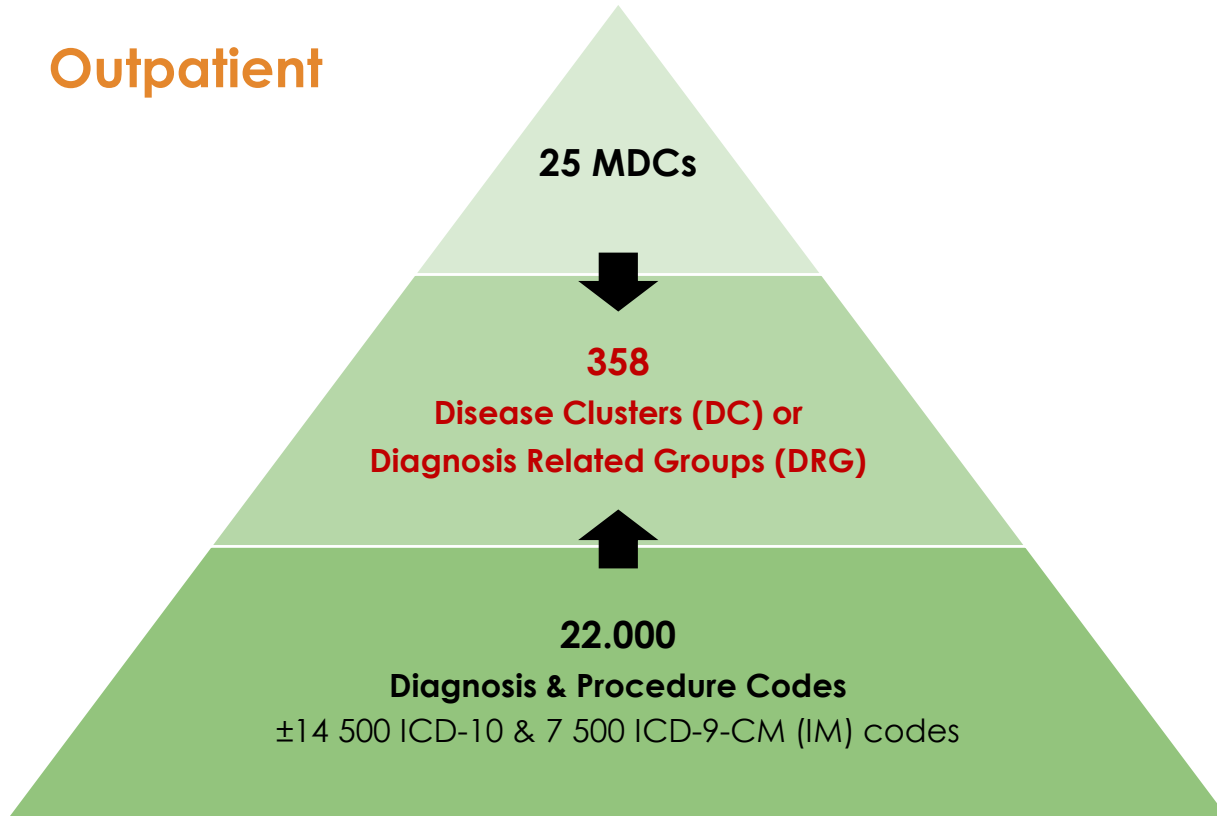 Outpatient
25 MDCs
358
Disease Clusters (DC) or
Diagnosis Related Groups (DRG)
22.000
Diagnosis & Procedure Codes
±14 500 ICD-10 & 7 500 ICD-9-CM (IM) codes